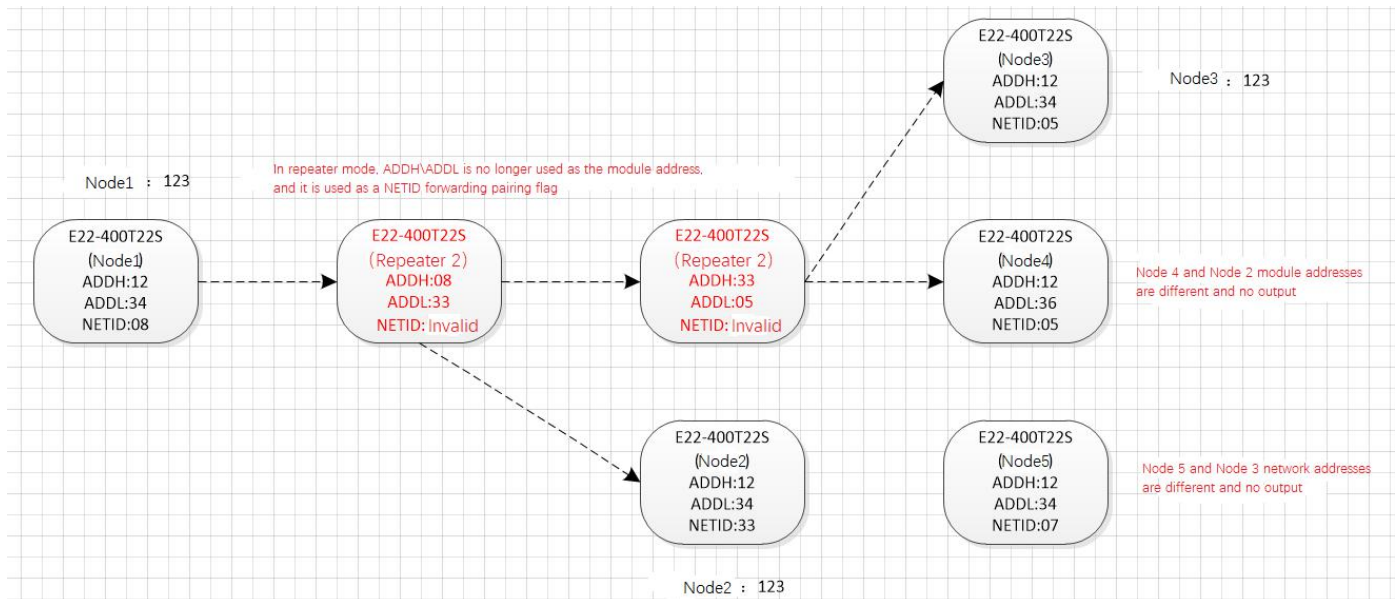 E22-400T22S
(Node3)
ADDH:12
ADDL:34
NETID:05
Node3 : 123
In repeater mode, ADDH\ADDL is no longer used as the module address,
and it is used as a NETID forwarding pairing flag
Node1 : 123
E22-400T22S
(Node1)
ADDH:12
ADDL:34
NETID:08
E22-400T22S
(Repeater 2)
ADDH:08
ADDL:33
NETID: Invalid
E22-400T22S
(Repeater 2)
ADDH:33
ADDL:05
NETID: Invalid
E22-400T22S
(Node4)
ADDH:12
ADDL:36
NETID:05
Node 4 and Node 2 module addresses
are different and no output
E22-400T22S
(Node2)
ADDH:12
ADDL:34
NETID:33
E22-400T22S
(Node5)
ADDH:12
ADDL:34
NETID:07
Node 5 and Node 3 network addresses
are different and no output
Node2 : 123